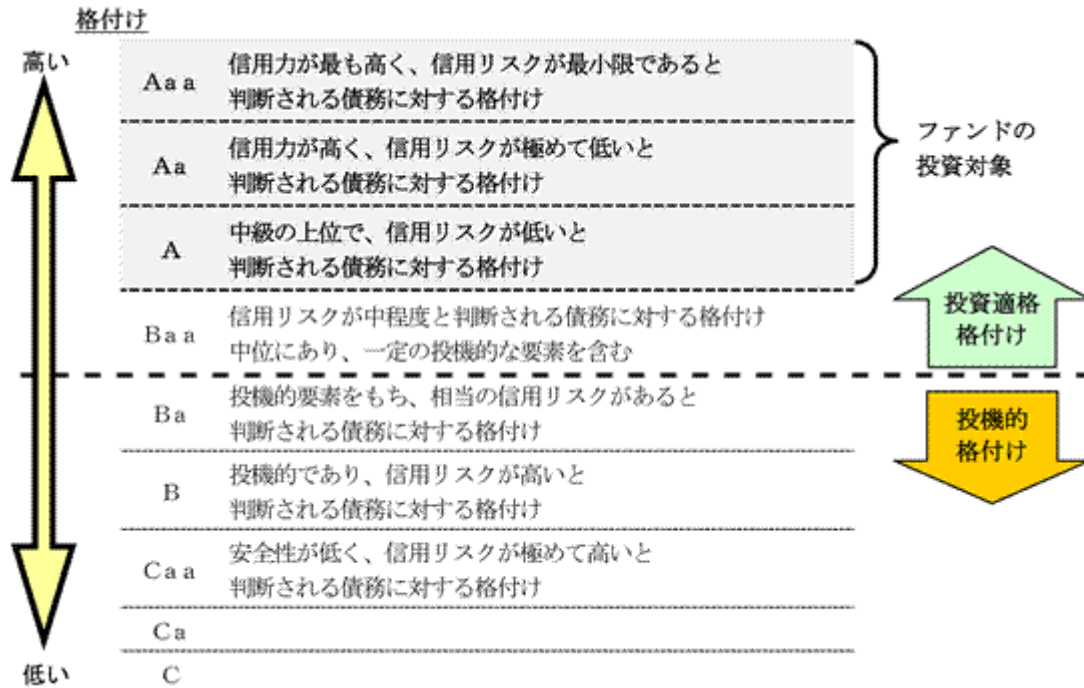 格付け
高い
Aaa
信用力が最も高く、信用リスクが最小限であると
判断される債務に対する格付け
Aa
信用力が高く、信用リスクが極めて低いと
判断される債務に対する格付け
A
中級の上位で、信用リスクが低いと
判断される債務に対する格付け
ファンドの
投資対象
Baa
信用リスクが中程度と判断される債務に対する格付け
中位にあり、一定の投機的な要素を含む
投資適格
格付け
Ba
投機的要素をもち、相当の信用リスクがあると
判断される債務に対する格付け
投機的
格付け
B
投機的であり、信用リスクが高いと
判断される債務に対する格付け
Caa
安全性が低く、信用リスクが極めて高いと
判断される債務に対する格付け
Ca
C
低い